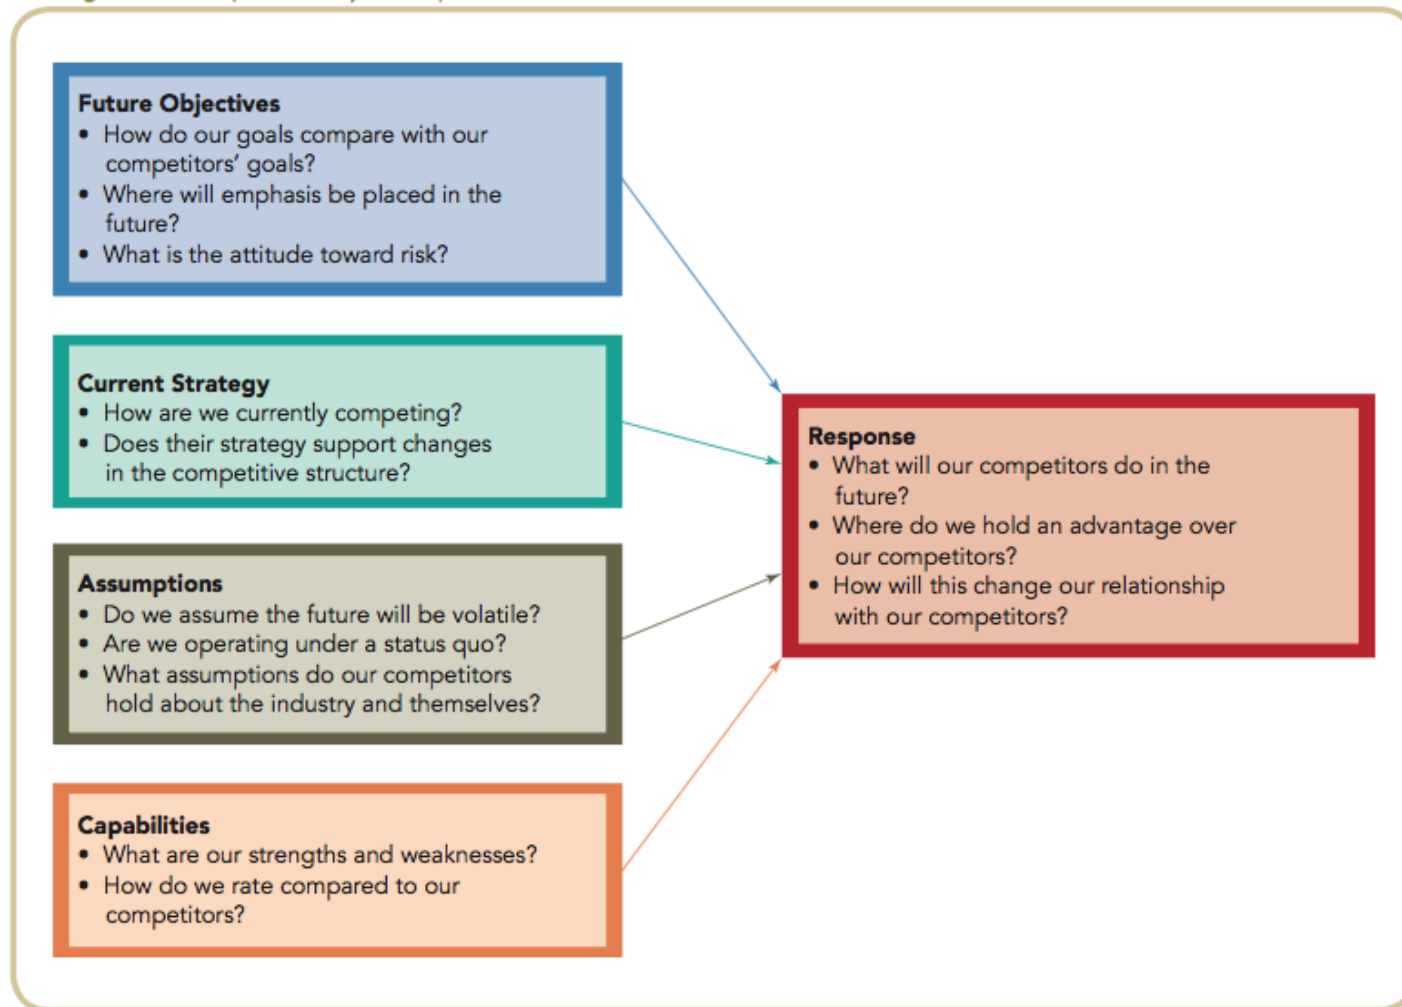 Future Objectives
• How do our goals compare with our
competitors' goals?
• Where will emphasis be placed in the
future?
• What is the attitude toward risk?
Current Strategy
• How are we currently competing?
• Does their strategy support changes
in the competitive structure?
Assumptions
• Do we assume the future will be volatile?
• Are we operating under a status quo?
• What assumptions do our competitors
hold about the industry and themselves?
Capabilities
• What are our strengths and weaknesses?
• How do we rate compared to our
competitors?
Response
• What will our competitors do in the
future?
• Where do we hold an advantage over
our competitors?
• How will this change our relationship
with our competitors?